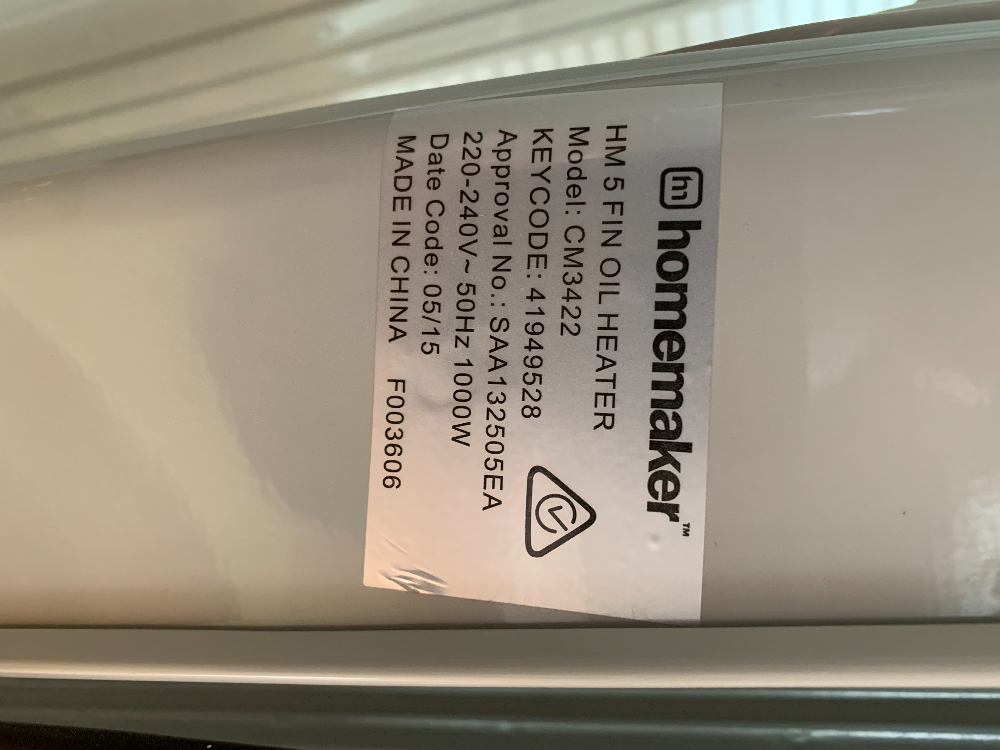 homemaker™
HM 5 FIN OIL HEATER
Model: CM3422
KEYCODE: 41949528
Approval No.: SAA132505EA
220-240V~ 50Hz 1000W
Date Code: 05/15
MADE IN CHINA F003606